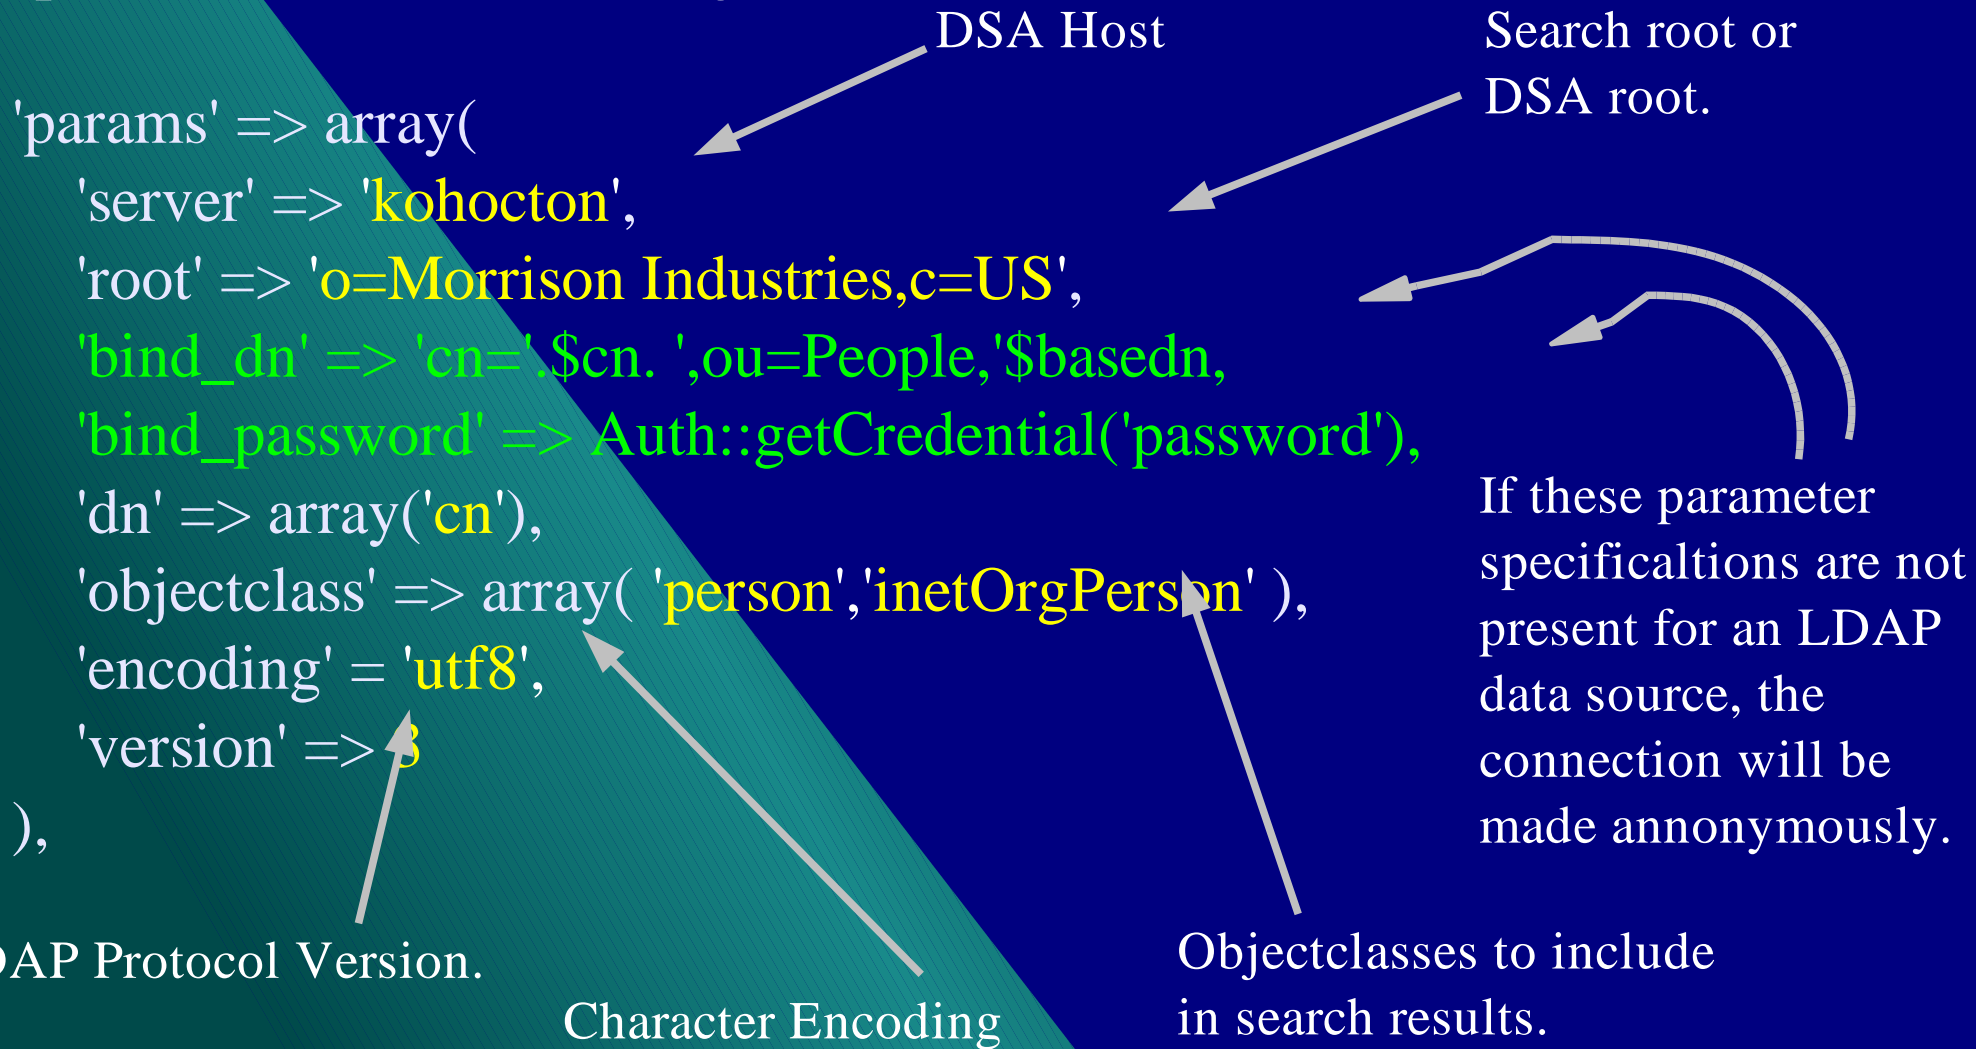 DSA Host
Search root or
DSA root.
'params' => array(
'server' => 'kohocton',
'root' => 'o=Morrison Industries,c=US',
'bind_dn' => 'cn='.$cn. ',ou=People,'$basedn,
'bind_password' => Auth::getCredential('password'),
'dn' => array('cn'),
'objectclass' => array( 'person','inetOrgPerson' ),
'encoding' = 'utf8',
'version' => 3
),
If these parameter
specificaltions are not
present for an LDAP
data source, the
connection will be
made annonymously.
AP Protocol Version.
Character Encoding
Objectclasses to include
in search results.